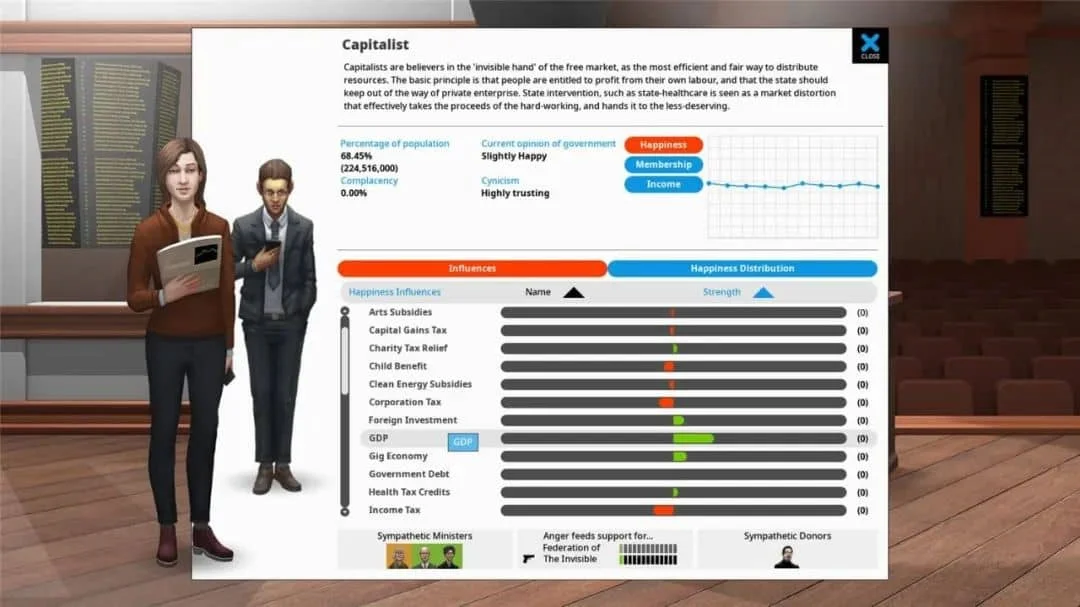 Capitalist
CLOSE
Capitalists are believers in the 'invisible hand' of the free market, as the most efficient and fair way to distribute
resources. The basic principle is that people are entitled to profit from their own labour, and that the state should
keep out of the way of private enterprise. State intervention, such as state-healthcare is seen as a market distortion
that effectively takes the proceeds of the hard-working, and hands it to the less-deserving.
Percentage of population
68.45%
(224,516,000)
Complacency
0.00%
Current opinion of government
Slightly Happy
Cynicism
Highly trusting
Happiness
Membership
Income
Influences
Happiness Distribution
Happiness Influences Name Strength
Arts Subsidies (0)
Capital Gains Tax (0)
Charity Tax Relief (0)
Child Benefit (0)
Clean Energy Subsidies (0)
Corporation Tax (0)
Foreign Investment (0)
GDP GDP (0)
Gig Economy (0)
Government Debt (0)
Health Tax Credits (0)
Income Tax (0)
Sympathetic Ministers
Anger feeds support for...
Federation of
The Invisible
Sympathetic Donors